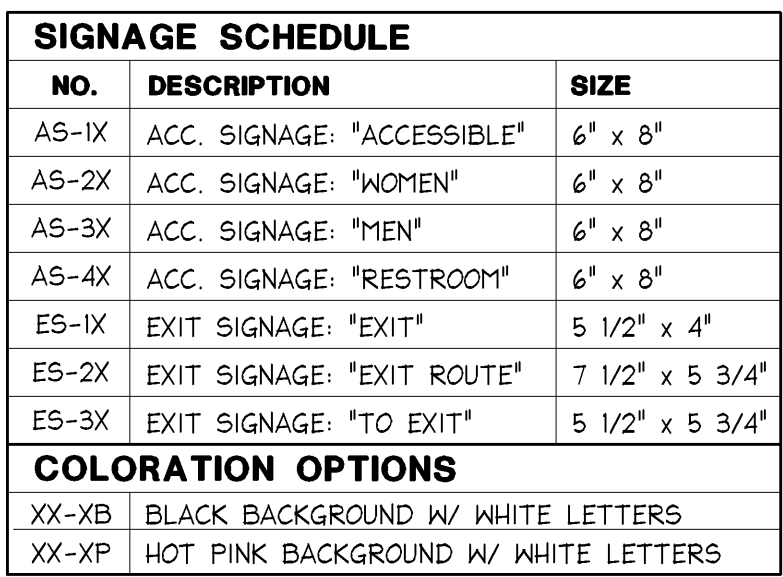 SIGNAGE SCHEDULE
NO. DESCRIPTION SIZE
AS-1X ACC. SIGNAGE: "ACCESSIBLE" 6" x 8"
AS-2X ACC. SIGNAGE: "WOMEN" 6" x 8"
AS-3X ACC. SIGNAGE: "MEN" 6" x 8"
AS-4X ACC. SIGNAGE: "RESTROOM" 6" x 8"
ES-1X EXIT SIGNAGE: "EXIT" 5 1/2" x 4"
ES-2X EXIT SIGNAGE: "EXIT ROUTE" 7 1/2" x 5 3/4"
ES-3X EXIT SIGNAGE: "TO EXIT" 5 1/2" x 5 3/4"
COLORATION OPTIONS
XX-XB BLACK BACKGROUND W/ WHITE LETTERS
XX-XP HOT PINK BACKGROUND W/ WHITE LETTERS